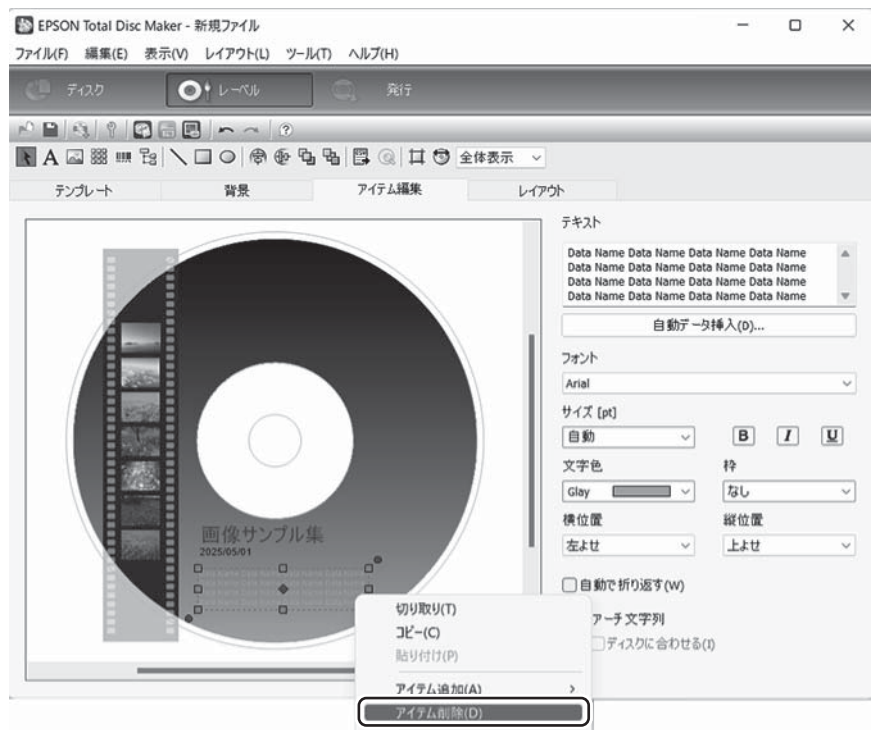 EPSON Total Disc Maker - 新規ファイル
ファイル(F) 編集(E) 表示(V) レイアウト(L) ツール(T) ヘルプ(H)
ディスク レーベル 発行
全体表示
テンプレート 背景 アイテム編集 レイアウト
テキスト
Data Name Data Name Data Name Data Name
Data Name Data Name Data Name Data Name
Data Name Data Name Data Name Data Name
Data Name Data Name Data Name Data Name
自動データ挿入(D)...
フォント
Arial
サイズ [pt]
自動 B I U
文字色 枠
Glay なし
横位置 縦位置
左よせ 上よせ
自動で折り返す(W)
アーチ文字列
ディスクに合わせる(I)
画像サンプル集
2025/05/01
切り取り(T)
コピー(C)
貼り付け(P)
アイテム追加(A)
アイテム削除(D)